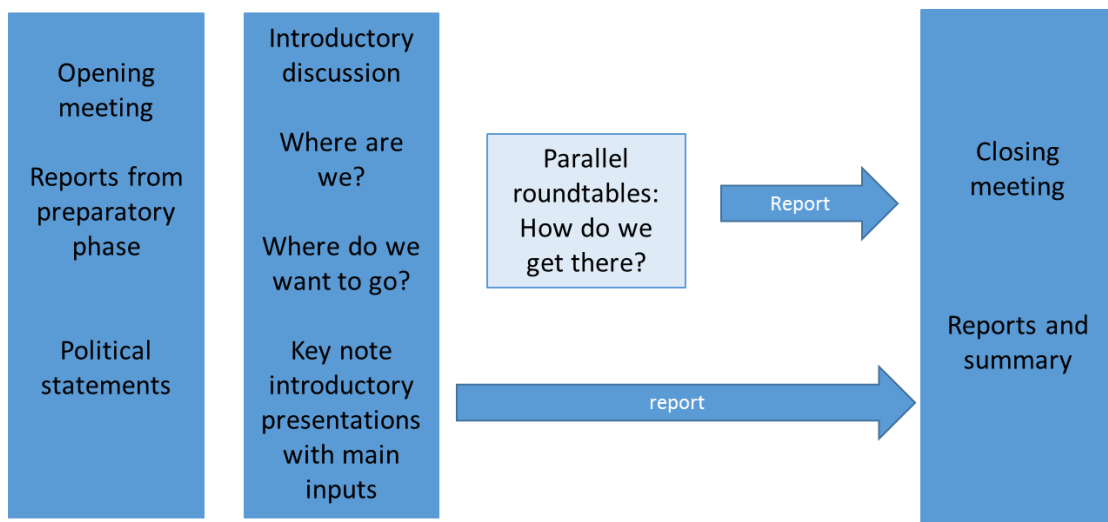 Opening
meeting
Reports from
preparatory
phase
Political
statements
Introductory
discussion
Where are
we?
Where do we
want to go?
Key note
introductory
presentations
with main
inputs
Parallel
roundtables:
How do we
get there?
Report
report
Closing
meeting
Reports and
summary